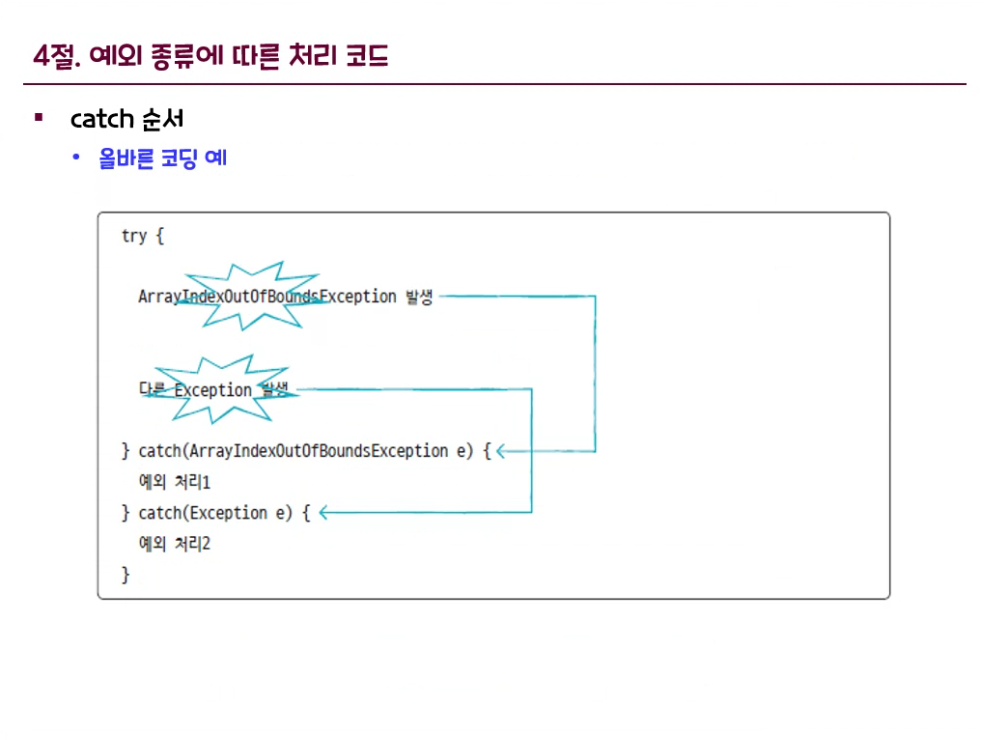 4절. 예외 종류에 따른 처리 코드
▪ catch 순서
• 올바른 코딩 예
try {
ArrayIndexOutOfBoundsException 발생
다른 Exception 발생
} catch(ArrayIndexOutOfBoundsException e) {
예외 처리1
} catch(Exception e) {
예외 처리2
}